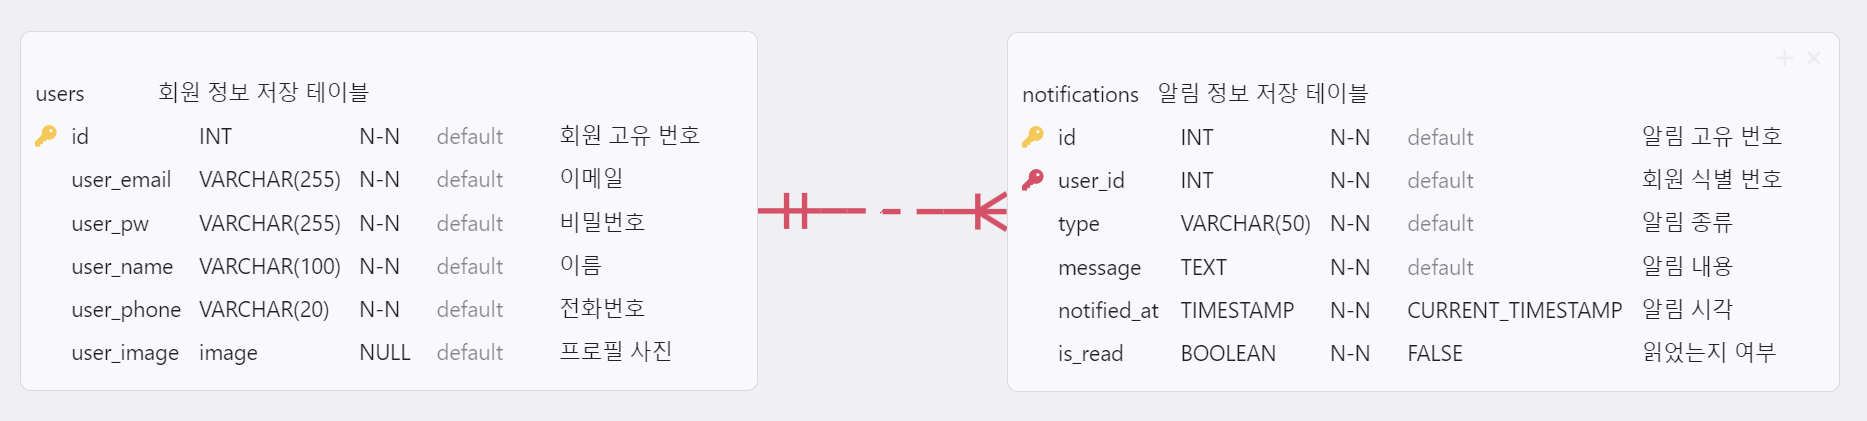 users 회원 정보 저장 테이블
id INT N-N default 회원 고유 번호
user_email VARCHAR(255) N-N default 이메일
user_pw VARCHAR(255) N-N default 비밀번호
user_name VARCHAR(100) N-N default 이름
user_phone VARCHAR(20) N-N default 전화번호
user_image image NULL default 프로필 사진
notifications 알림 정보 저장 테이블
id INT N-N default 알림 고유 번호
user_id INT N-N default 회원 식별 번호
type VARCHAR(50) N-N default 알림 종류
message TEXT N-N default 알림 내용
notified_at TIMESTAMP N-N CURRENT_TIMESTAMP 알림 시각
is_read BOOLEAN N-N FALSE 읽었는지 여부